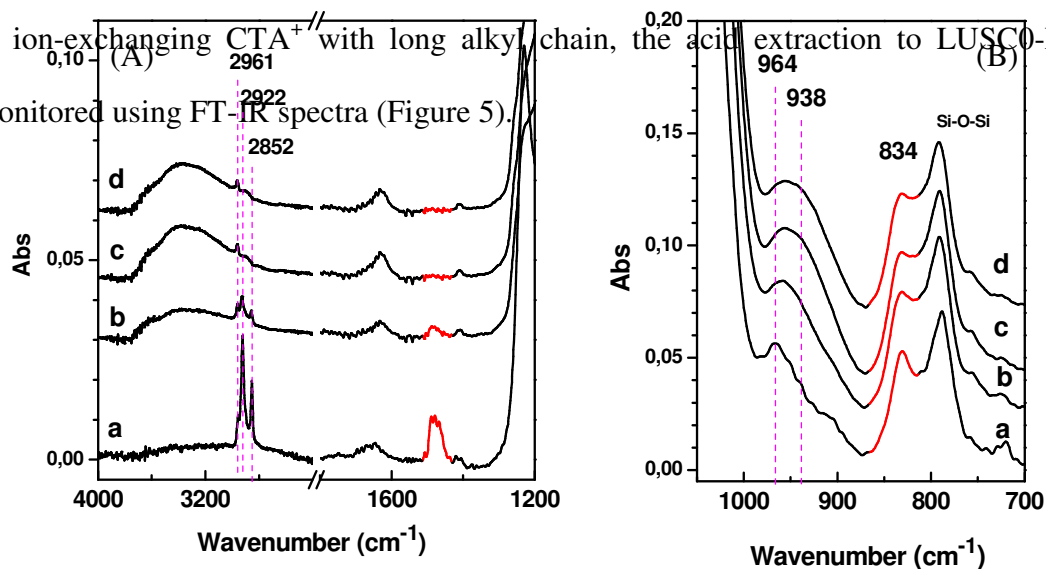 ion-exchanging CTA+ with long alkyl chain, the acid extraction to LUSC0-
onitored using FT-IR spectra (Figure 5).
(A)
0,10
0,05
0,00
Abs
2961
2922
2852
d
c
b
a
4000 3200 1600 1200
Wavenumber (cm-1)
(B)
0,20
0,15
0,10
0,05
0,00
Abs
964
938
834
Si-O-Si
d
c
b
a
1000 900 800 700
Wavenumber (cm-1)